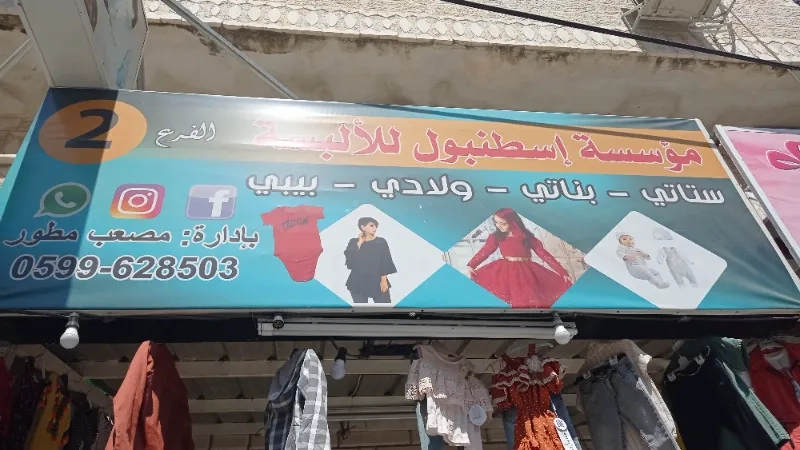 مؤسسة إسطنبول للألبسة
الفرع 2
ستاتي - بناتي - ولادي - بيبي
بإدارة: مصعب مطور
0599-628503